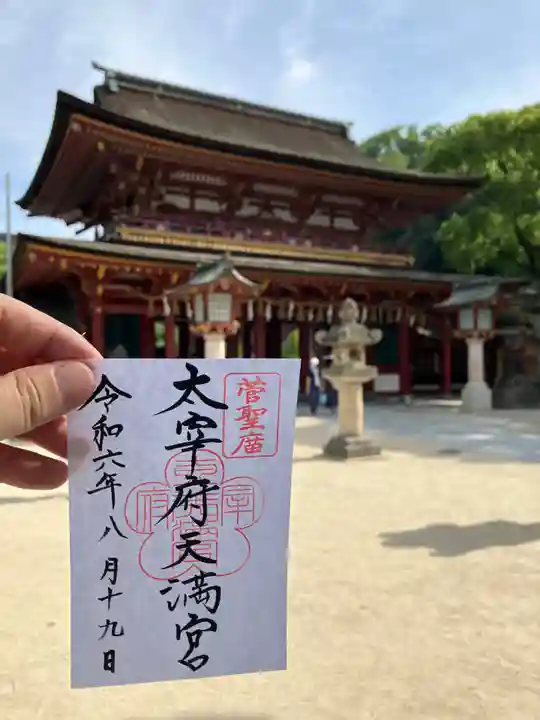 菅聖廟
太宰府天満宮
令和六年八月十九日